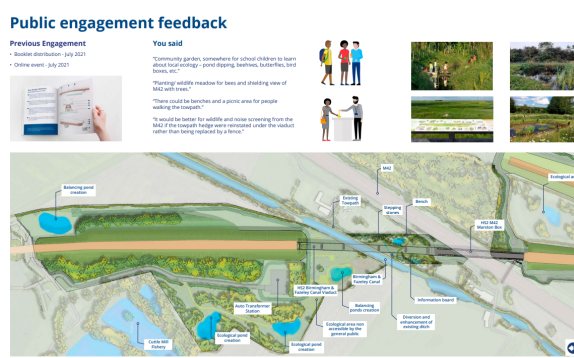 Public engagement feedback
Previous Engagement
• Booklet distribution - July 2021
• Online event - July 2021
You said
"Community garden, somewhere for school children to learn
about local ecology – pond dipping, beehives, butterflies, bird
boxes, etc."
"Planting/ wildlife meadow for bees and shielding view of
M42 with trees."
"There could be benches and a picnic area for people
walking the towpath."
"It would be better for wildlife and noise screening from the
M42 if the towpath hedge were reinstated under the viaduct
rather than being replaced by a fence."
Balancing pond
creation
M42
Existing
Towpath
Stepping
stones
Bench
Ecological
HS2 M42
Marston Box
HS2 Birmingham &
Fazeley Canal Viaduct
Birmingham &
Fazeley Canal
Auto Transformer
Station
Balancing
ponds creation
Information board
Cuttle Mill
Fishery
Ecological pond
creation
Ecological pond
creation
Ecological area non
accessible by the
general public
Diversion and
enhancement of
existing ditch